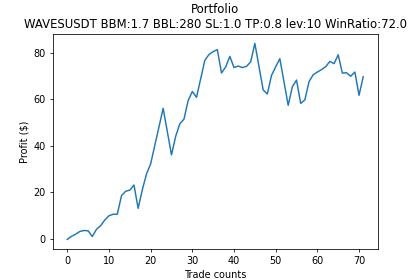 Portfolio
WAVESUSDT BBM:1.7 BBL:280 SL:1.0 TP:0.8 lev:10 WinRatio:72.0
Profit ($)
80
60
40
20
0
0 10 20 30 40 50 60 70
Trade counts